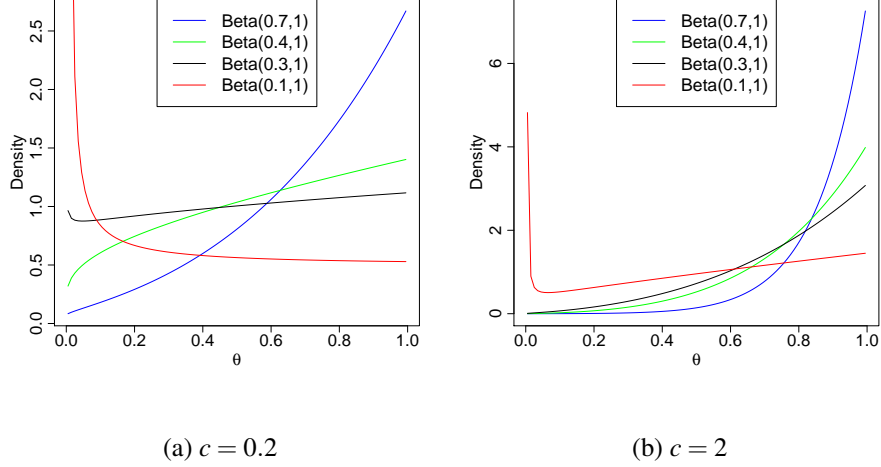 Beta(0.7,1)
Beta(0.4,1)
Beta(0.3,1)
Beta(0.1,1)
Density
0.0
0.5
1.0
1.5
2.0
2.5
0.0
0.2
0.4
0.6
0.8
1.0
θ
(a) c = 0.2
Beta(0.7,1)
Beta(0.4,1)
Beta(0.3,1)
Beta(0.1,1)
Density
0
2
4
6
0.0
0.2
0.4
0.6
0.8
1.0
θ
(b) c = 2